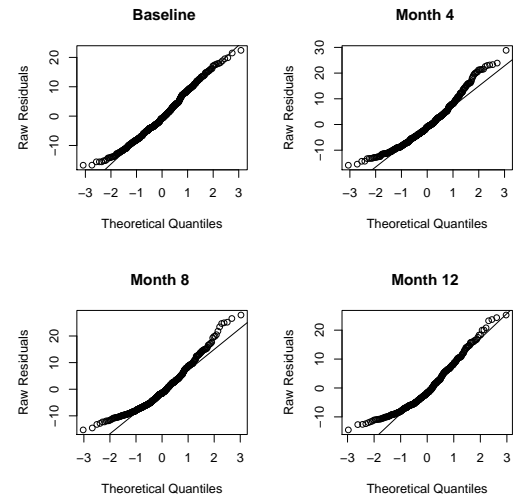 Baseline
Raw Residuals
20
10
0
−10
−3 −2 −1 0 1 2 3
Theoretical Quantiles
Month 4
Raw Residuals
30
20
10
0
−10
−3 −2 −1 0 1 2 3
Theoretical Quantiles
Month 8
Raw Residuals
20
10
0
−10
−3 −2 −1 0 1 2 3
Theoretical Quantiles
Month 12
Raw Residuals
20
10
0
−10
−3 −2 −1 0 1 2 3
Theoretical Quantiles